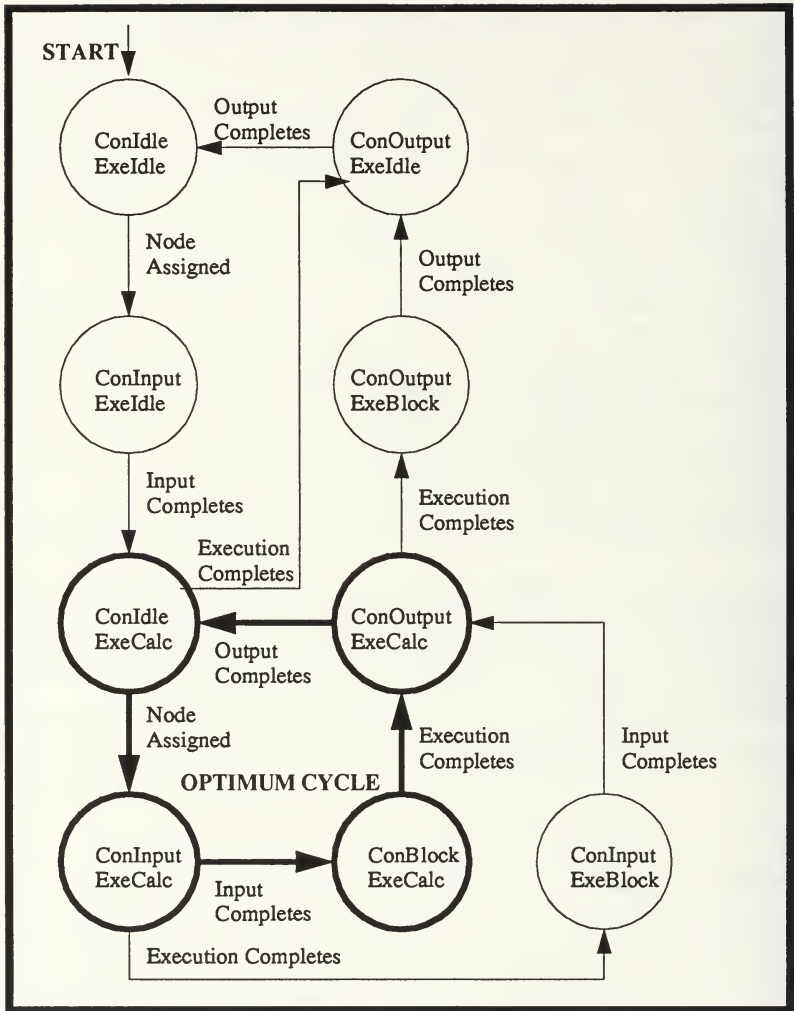 START
ConIdle
ExeIdle
Output
Completes
ConOutput
ExeIdle
Node
Assigned
Output
Completes
ConInput
ExeIdle
ConOutput
ExeBlock
Input
Completes
Execution
Completes
Execution
Completes
ConIdle
ExeCalc
ConOutput
ExeCalc
Output
Completes
Node
Assigned
Execution
Completes
Input
Completes
OPTIMUM CYCLE
ConInput
ExeCalc
ConBlock
ExeCalc
ConInput
ExeBlock
Input
Completes
Execution Completes